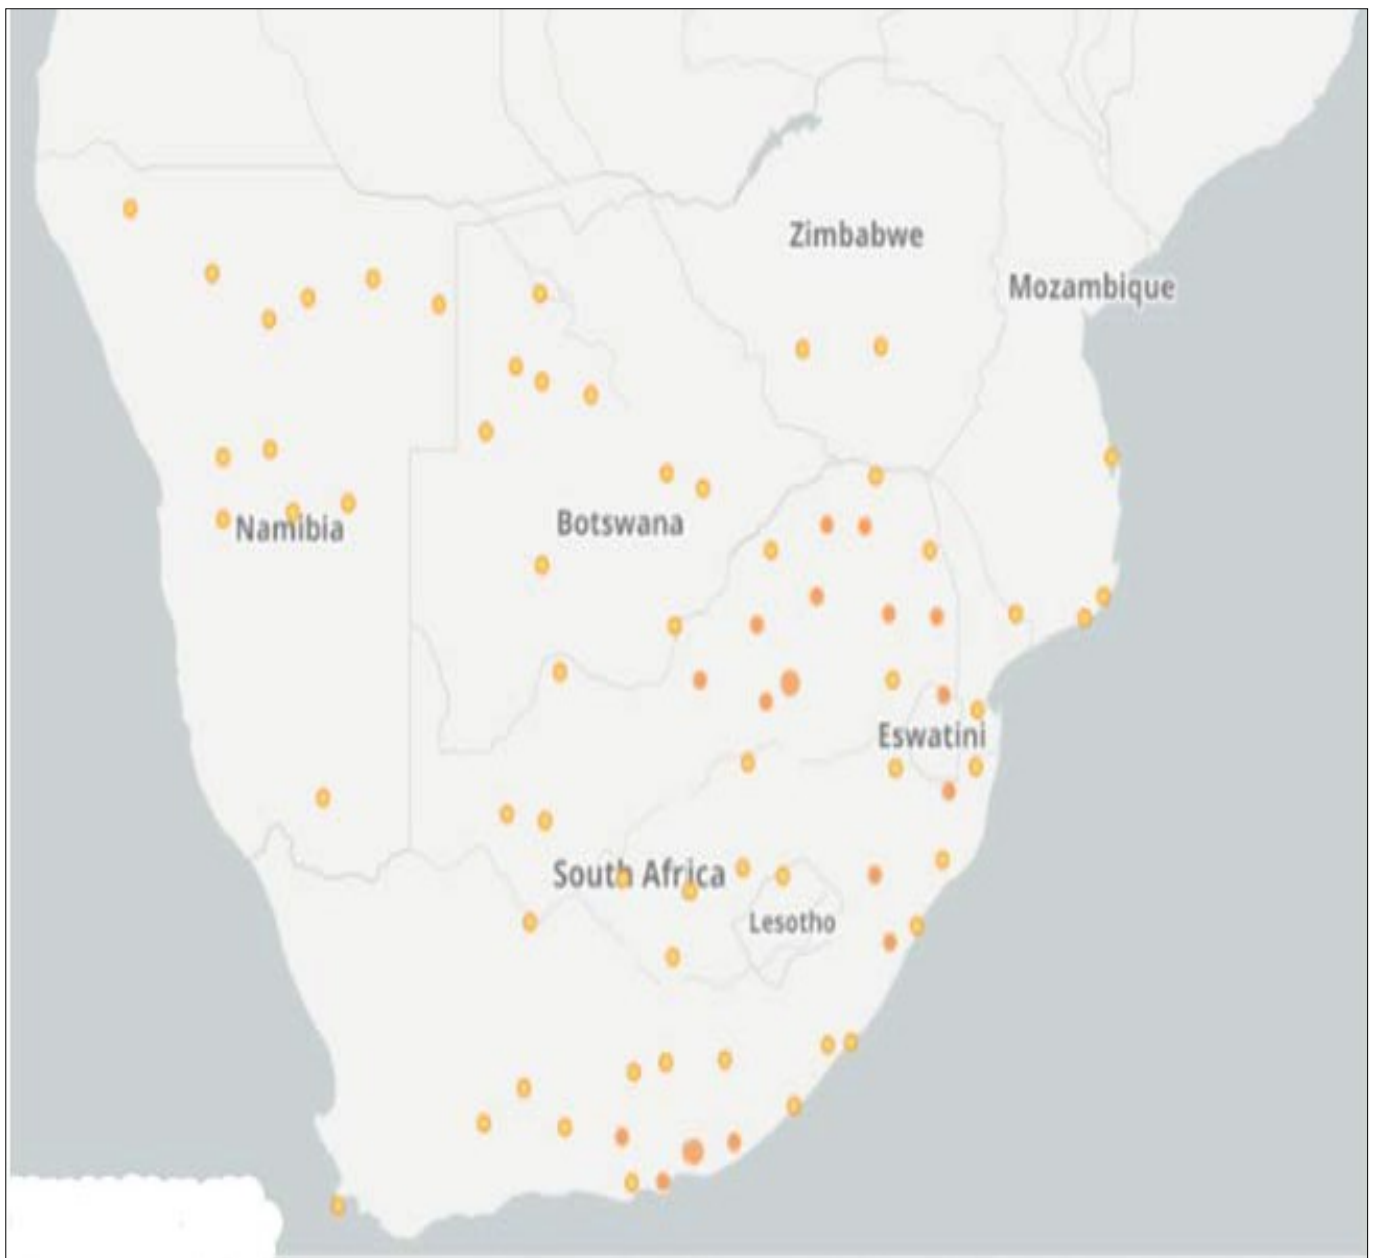 Zimbabwe
Mozambique
Namibia
Botswana
Eswatini
South Africa
Lesotho